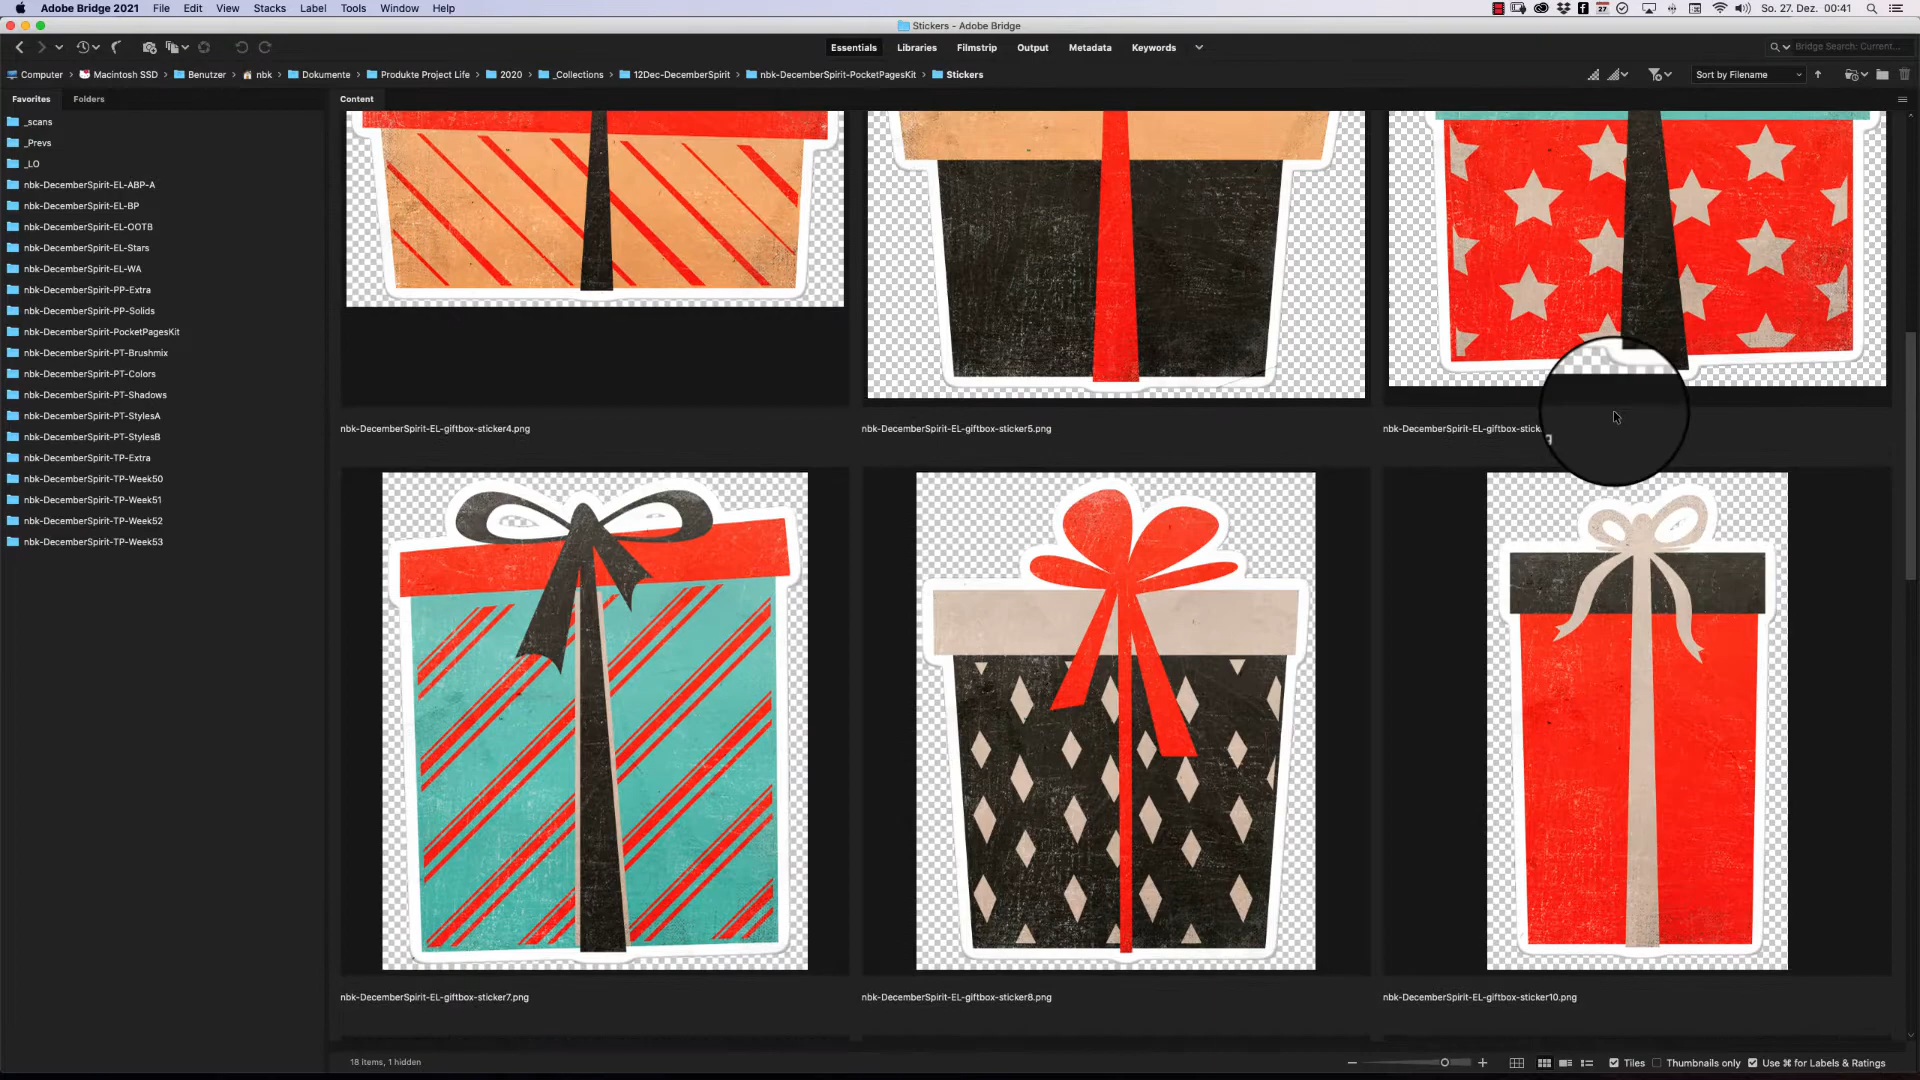 Adobe Bridge 2021 File Edit View Stacks Label Tools Window Help 27 So. 27. Dez. 00:41
Stickers - Adobe Bridge
Essentials Libraries Filmstrip Output Metadata Keywords Bridge Search: Current...
Computer Macintosh SSD Benutzer nbk Dokumente Produkte Project Life 2020 _Collections 12Dec-DecemberSpirit nbk-DecemberSpirit-PocketPagesKit Stickers Sort by Filename
Favorites Folders Content
_scans
_Prevs
_LO
nbk-DecemberSpirit-EL-ABP-A
nbk-DecemberSpirit-EL-BP
nbk-DecemberSpirit-EL-OOTB
nbk-DecemberSpirit-EL-Stars
nbk-DecemberSpirit-EL-WA
nbk-DecemberSpirit-PP-Extra
nbk-DecemberSpirit-PP-Solids
nbk-DecemberSpirit-PocketPagesKit
nbk-DecemberSpirit-PT-Brushmix
nbk-DecemberSpirit-PT-Colors
nbk-DecemberSpirit-PT-Shadows
nbk-DecemberSpirit-PT-StylesA
nbk-DecemberSpirit-PT-StylesB
nbk-DecemberSpirit-TP-Extra
nbk-DecemberSpirit-TP-Week50
nbk-DecemberSpirit-TP-Week51
nbk-DecemberSpirit-TP-Week52
nbk-DecemberSpirit-TP-Week53
nbk-DecemberSpirit-EL-giftbox-sticker4.png nbk-DecemberSpirit-EL-giftbox-sticker5.png nbk-DecemberSpirit-EL-giftbox-sticke
nbk-DecemberSpirit-EL-giftbox-sticker7.png nbk-DecemberSpirit-EL-giftbox-sticker8.png nbk-DecemberSpirit-EL-giftbox-sticker10.png
18 items, 1 hidden Tiles Thumbnails only Use ⌘ for Labels & Ratings